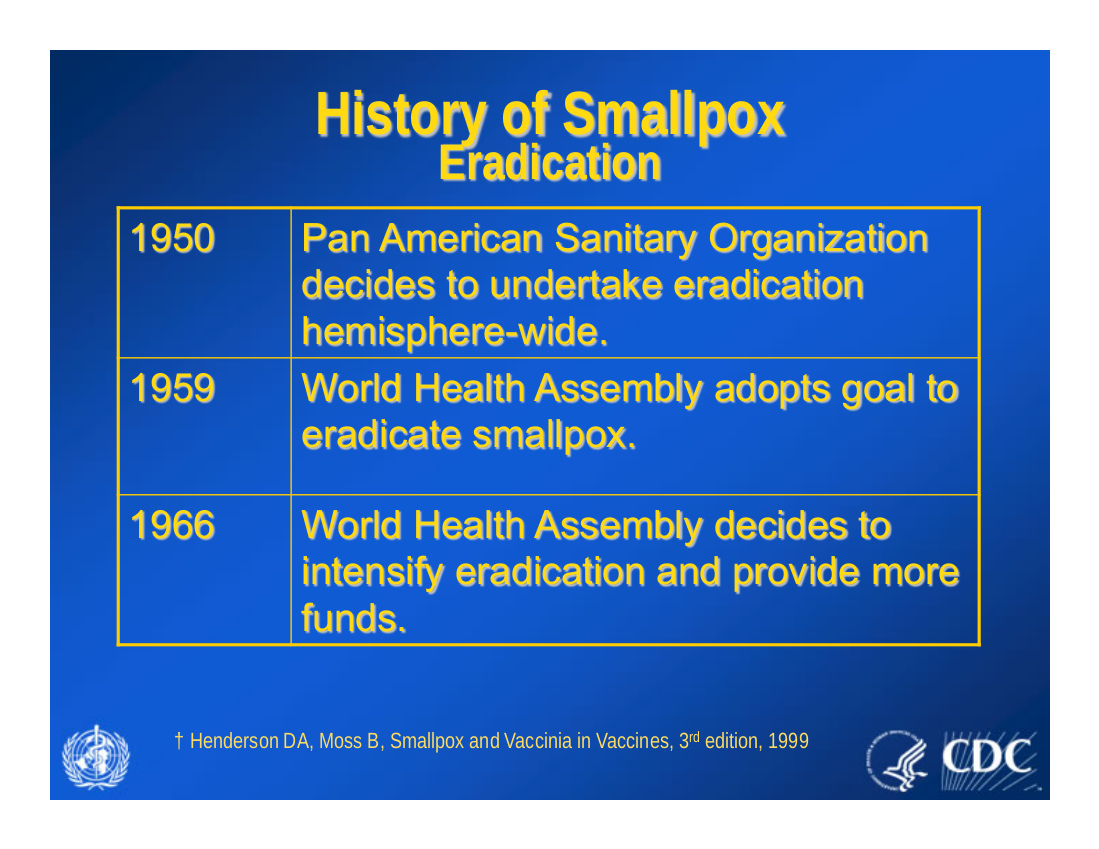 History of Smallpox
Eradication
1950
Pan American Sanitary Organization
decides to undertake eradication
hemisphere-wide.
1959
World Health Assembly adopts goal to
eradicate smallpox.
1966
World Health Assembly decides to
intensify eradication and provide more
funds.
† Henderson DA, Moss B, Smallpox and Vaccinia in Vaccines, 3rd edition, 1999
CDC